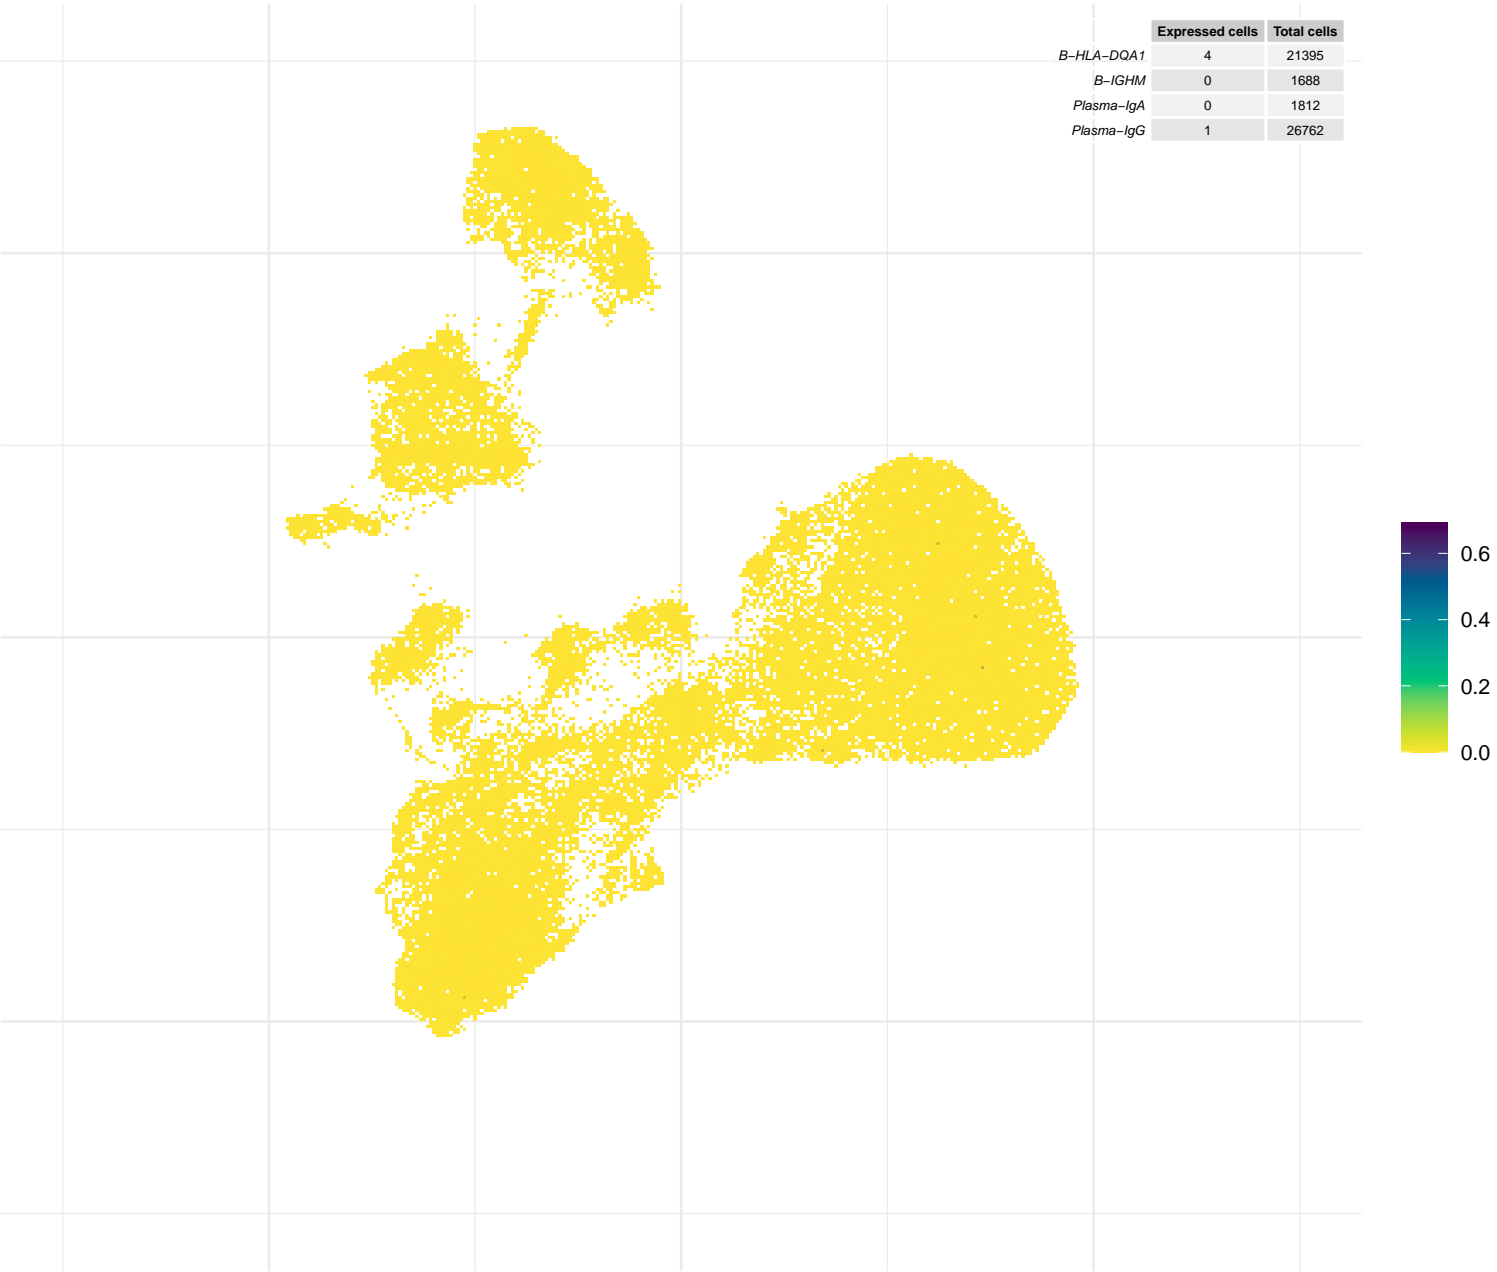 Expressed cells Total cells
B−HLA−DQA1 4 21395
B−IGHM 0 1688
Plasma−IgA 0 1812
Plasma−IgG 1 26762
0.6
0.4
0.2
0.0